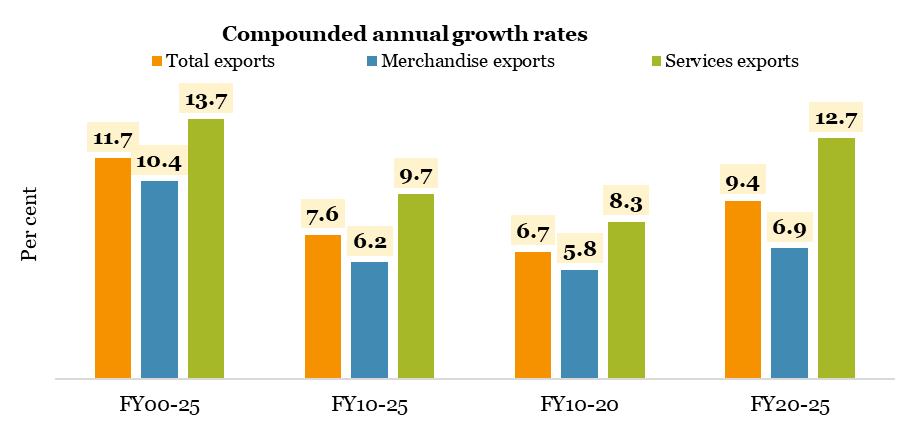 Compounded annual growth rates
Total exports Merchandise exports Services exports
Per cent
11.7 10.4 13.7
7.6 6.2 9.7
6.7 5.8 8.3
9.4 6.9 12.7
FY00-25 FY10-25 FY10-20 FY20-25